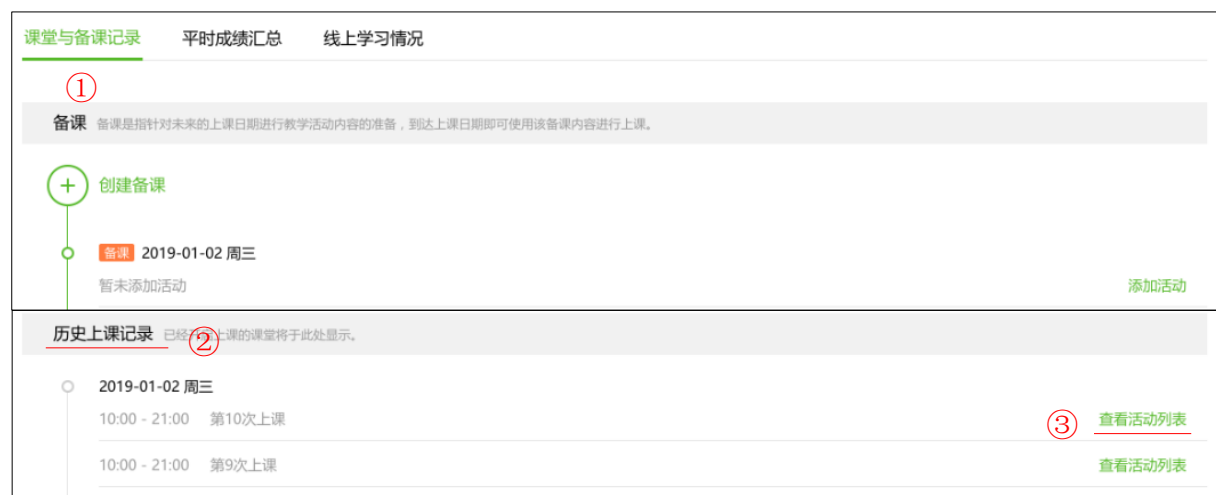 课堂与备课记录 平时成绩汇总 线上学习情况
①
备课 备课是指针对未来的上课日期进行教学活动内容的准备，到达上课日期即可使用该备课内容进行上课。
+ 创建备课
备课 2019-01-02 周三
暂未添加活动 添加活动
历史上课记录 已经 ② 上课的课堂将于此处显示。
2019-01-02 周三
10:00 - 21:00 第10次上课 ③ 查看活动列表
10:00 - 21:00 第9次上课 查看活动列表